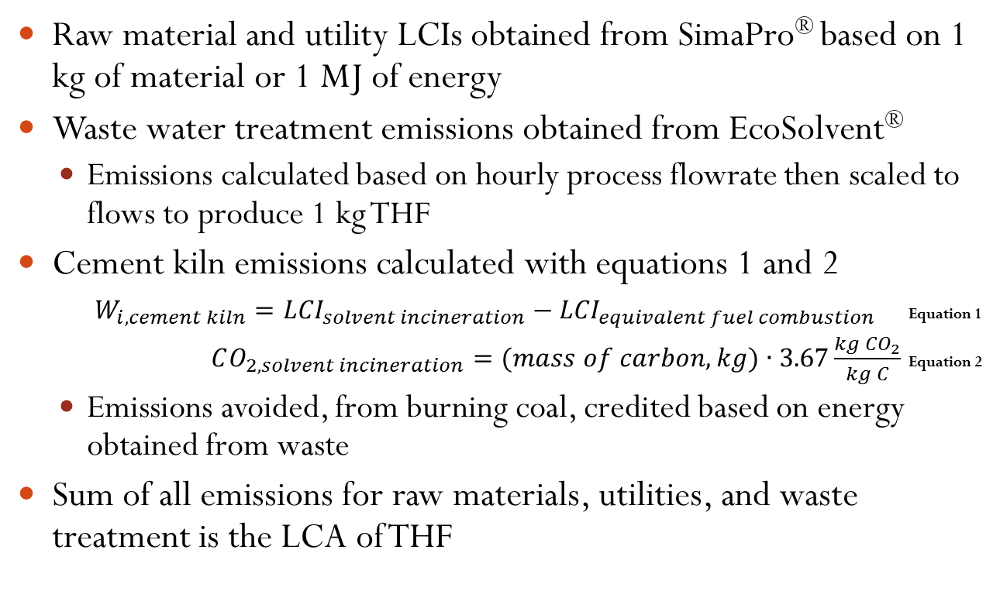 • Raw material and utility LCIs obtained from SimaPro® based on 1
kg of material or 1 MJ of energy
• Waste water treatment emissions obtained from EcoSolvent®
• Emissions calculated based on hourly process flowrate then scaled to
flows to produce 1 kg THF
• Cement kiln emissions calculated with equations 1 and 2
W_{i,cement kiln} = LCI_{solvent incineration} − LCI_{equivalent fuel combustion} Equation 1
CO_{2,solvent incineration} = (mass of carbon, kg) · 3.67 \frac{kg CO_2}{kg C} Equation 2
• Emissions avoided, from burning coal, credited based on energy
obtained from waste
• Sum of all emissions for raw materials, utilities, and waste
treatment is the LCA of THF